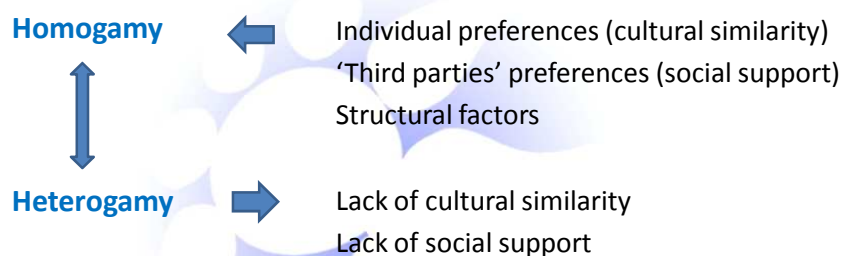 Homogamy
Individual preferences (cultural similarity)
‘Third parties’ preferences (social support)
Structural factors
Heterogamy
Lack of cultural similarity
Lack of social support